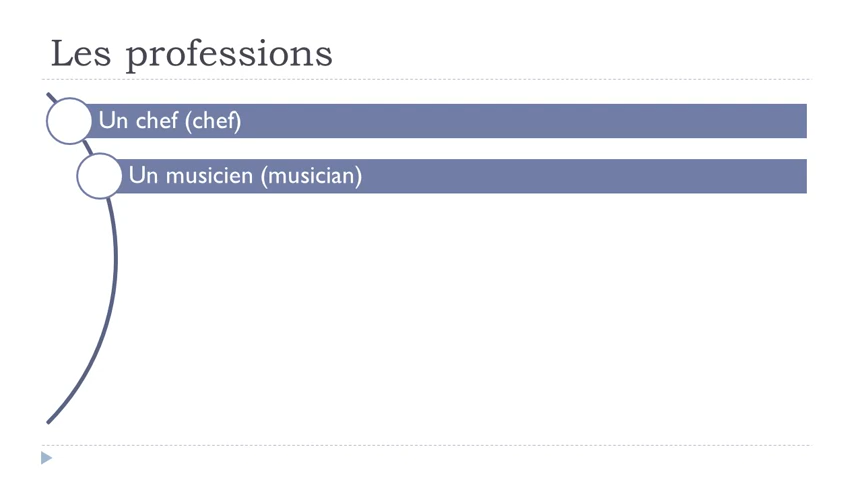 Les professions
Un chef (chef)
Un musicien (musician)